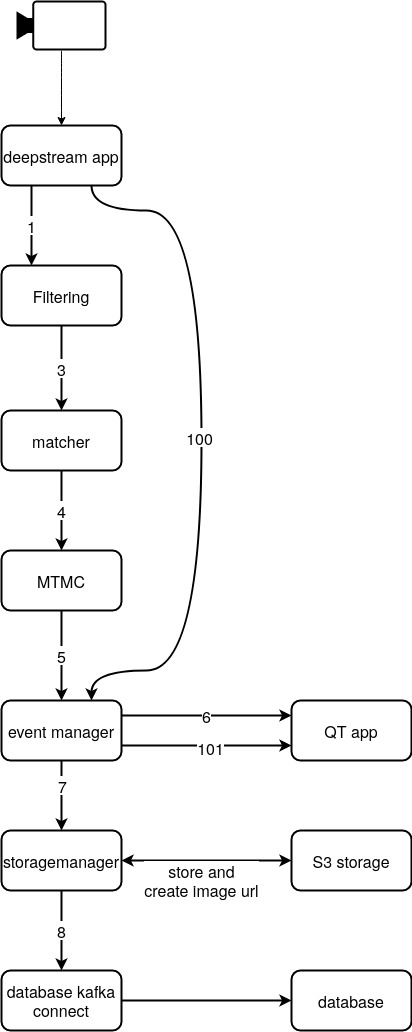 deepstream app
1
Filtering
3
100
matcher
4
MTMC
5
event manager
6
101
QT app
7
storagemanager
store and
create image url
S3 storage
8
database kafka
connect
database